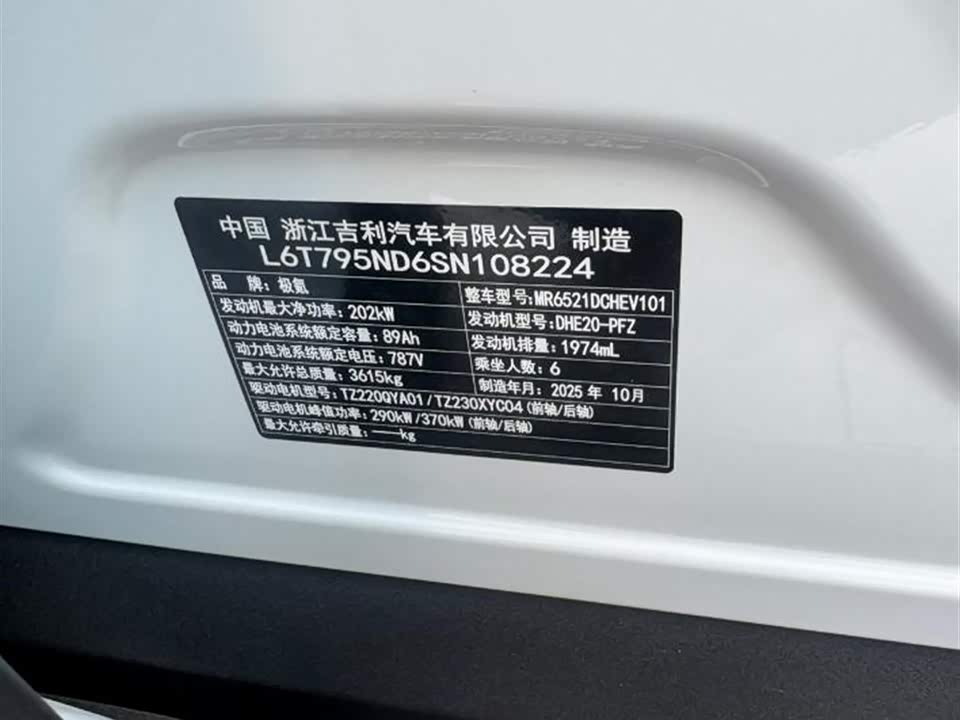 中国 浙江吉利汽车有限公司 制造
L6T795ND6SN108224
品 牌：极氪 整车型号：MR6521DCHEV101
发动机最大净功率：202kW 发动机型号：DHE20-PFZ
动力电池系统额定容量：89Ah 发动机排量：1974mL
动力电池系统额定电压：787V 乘坐人数：6
最大允许总质量：3615kg 制造年月：2025 年 10月
驱动电机型号：TZ220QYA01/TZ230XYC04(前轴/后轴)
驱动电机峰值功率：290kW/370kW(前轴/后轴)
最大允许牵引质量：——kg